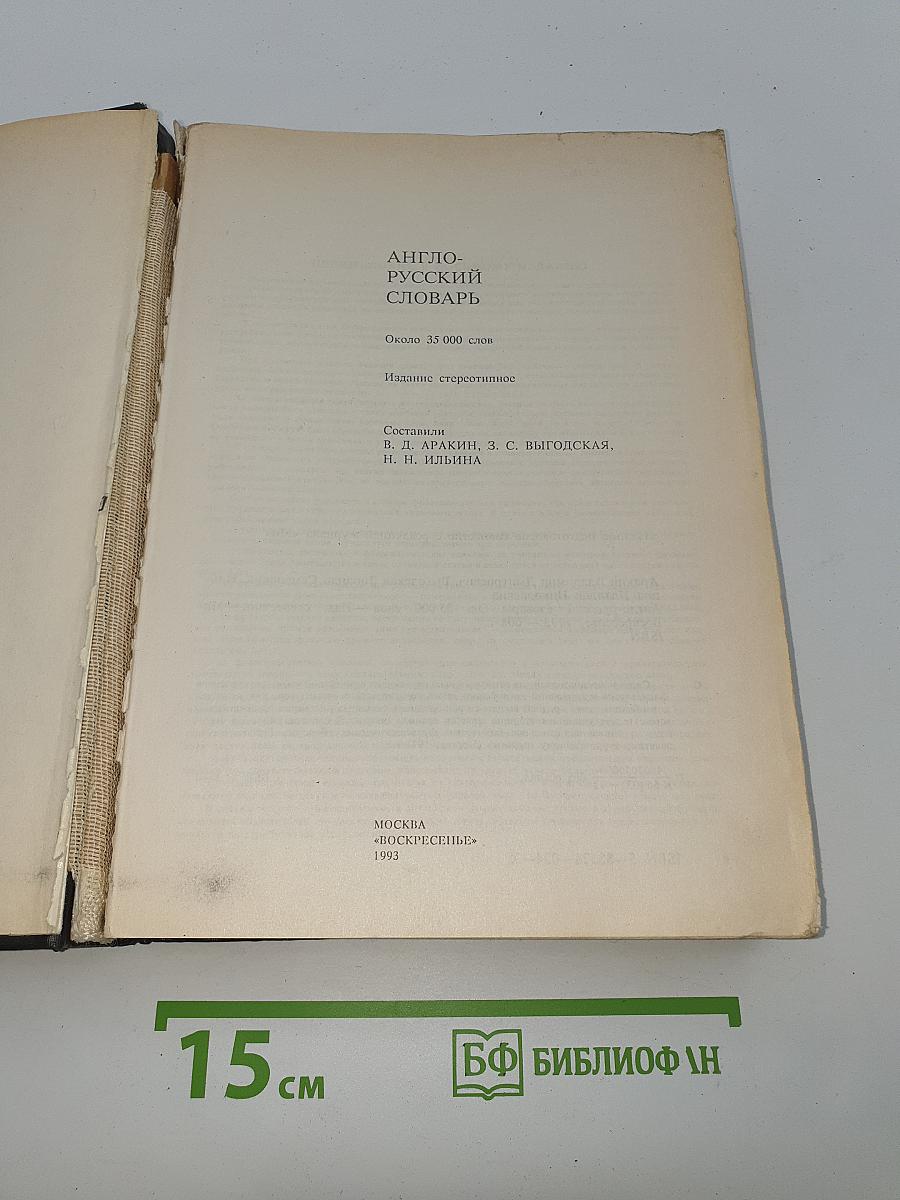 АНГЛО-
РУССКИЙ
СЛОВАРЬ
Около 35 000 слов
Издание стереотипное
Составили
В. Д. АРАКИН, З. С. ВЫГОДСКАЯ,
Н. Н. ИЛЬИНА
МОСКВА
«ВОСКРЕСЕНЬЕ»
1993
15 см
БФ БИБЛИОФАН